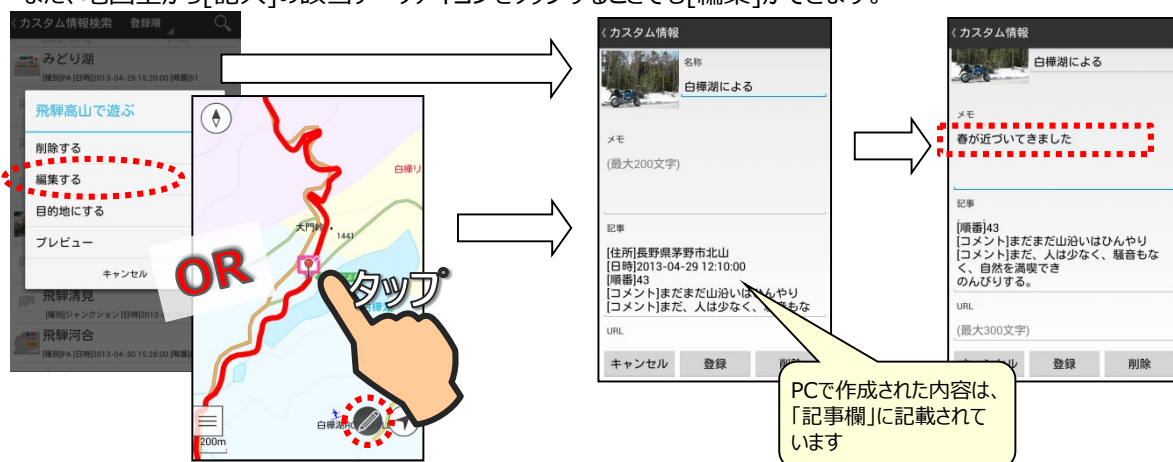 また、地図上から[記入]の該当データアイコンをタップすることでも[編集]ができます。
カスタム情報検索 登録順
みどり湖
[種別]PA [日時]2013-04-29 15:20:00 [順番]51
飛騨高山で遊ぶ
削除する
編集する
目的地にする
プレビュー
キャンセル
飛騨清見
[種別]ジャンクション [日時]2013-
飛騨河合
[種別]PA [日時]2013-04-30 15:28:00 [順番]
OR
白樺リ
大門峠
1441
タップ
200m
カスタム情報
名称
白樺湖による
メモ
(最大200文字)
記事
[住所]長野県茅野市北山
[日時]2013-04-29 12:10:00
[順番]43
[コメント]まだまだ山沿いはひんやり
[コメント]まだ、人は少なく、騒音もな
URL
キャンセル 登録 削除
PCで作成された内容は、
「記事欄」に記載されて
います
カスタム情報
白樺湖による
メモ
春が近づいてきました
記事
[順番]43
[コメント]まだまだ山沿いはひんやり
[コメント]まだ、人は少なく、騒音もな
く、自然を満喫でき
のんびりする。
URL
(最大300文字)
キャンセル 登録 削除